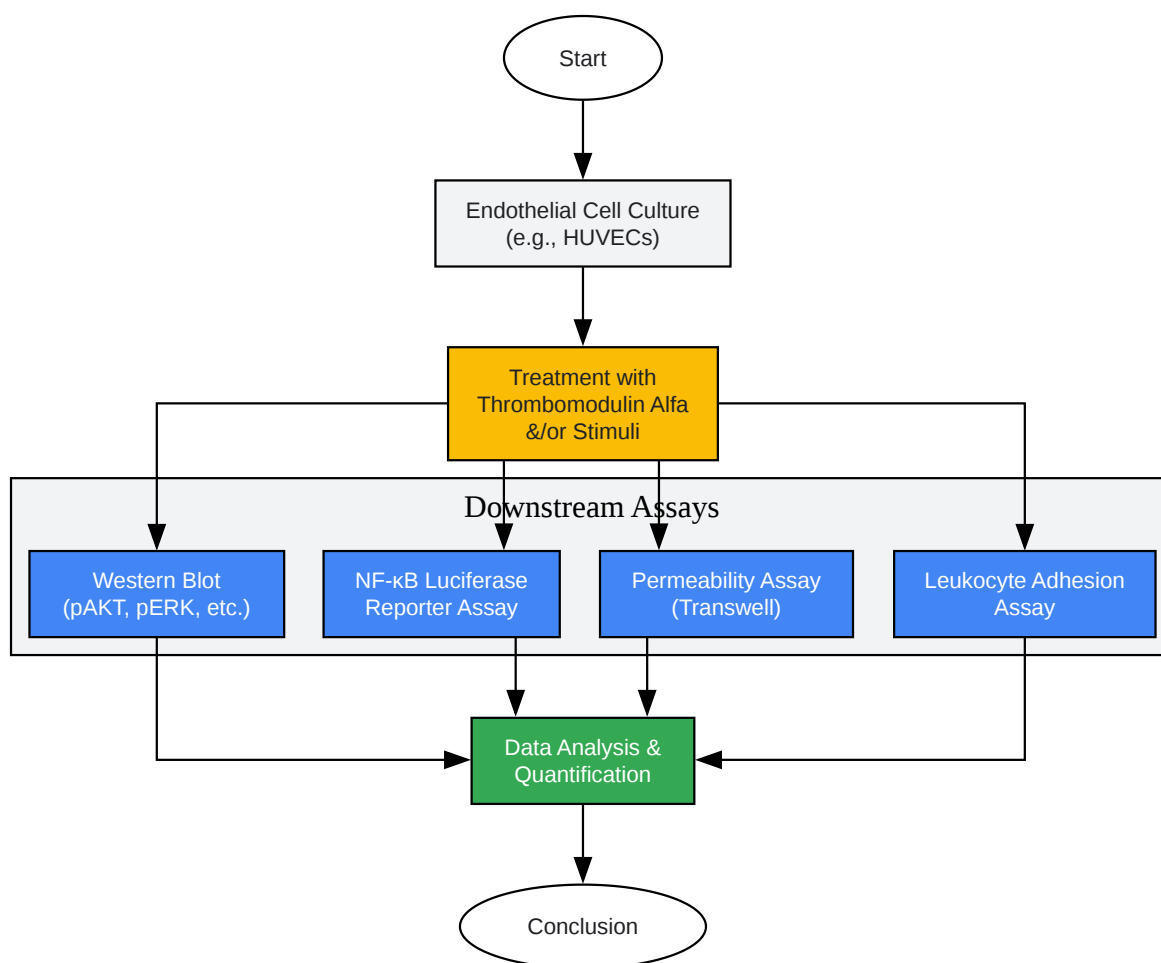 Start
Endothelial Cell Culture
(e.g., HUVECs)
Treatment with
Thrombomodulin Alfa
&/or Stimuli
Downstream Assays
Western Blot
(pAKT, pERK, etc.)
NF-κB Luciferase
Reporter Assay
Permeability Assay
(Transwell)
Leukocyte Adhesion
Assay
Data Analysis &
Quantification
Conclusion